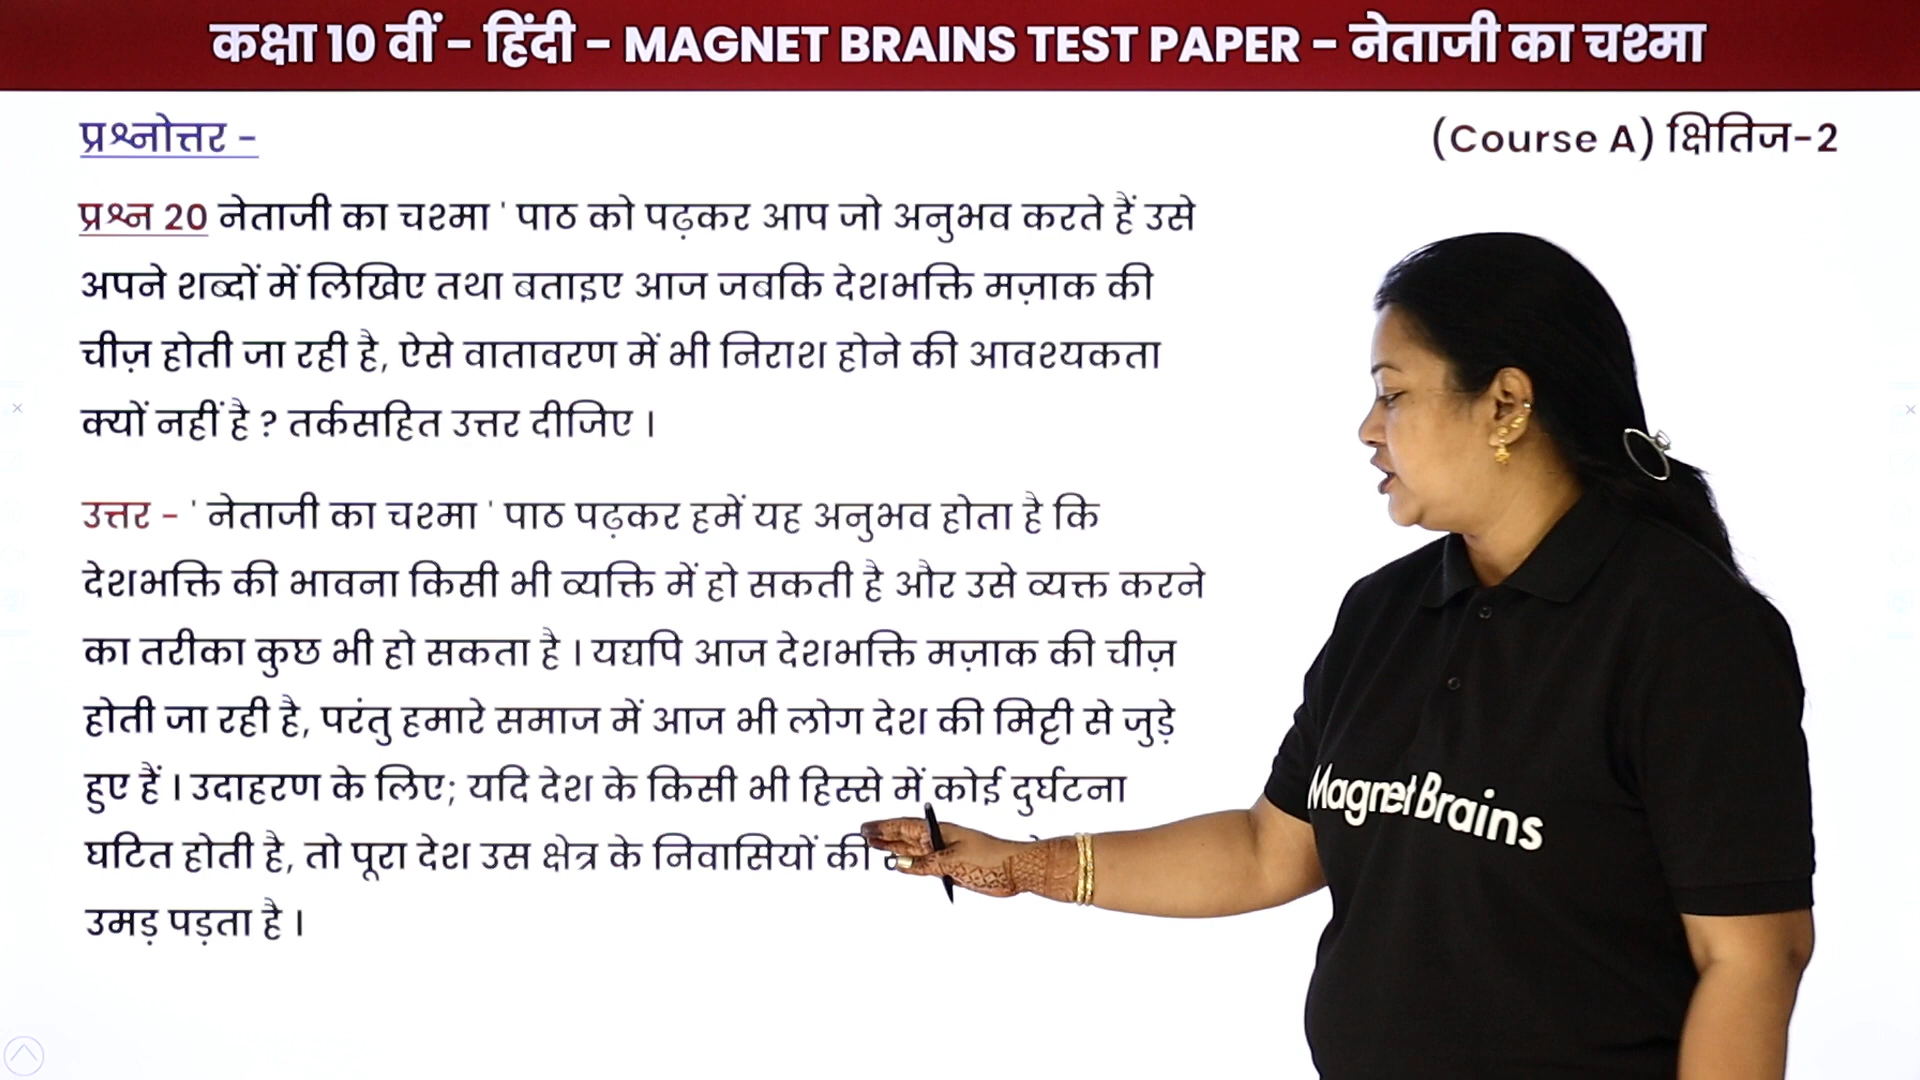 कक्षा 10 वीं - हिंदी - MAGNET BRAINS TEST PAPER - नेताजी का चश्मा
प्रश्नोत्तर -
(Course A) क्षितिज-2
प्रश्न 20 नेताजी का चश्मा ' पाठ को पढ़कर आप जो अनुभव करते हैं उसे
अपने शब्दों में लिखिए तथा बताइए आज जबकि देशभक्ति मज़ाक की
चीज़ होती जा रही है, ऐसे वातावरण में भी निराश होने की आवश्यकता
क्यों नहीं है ? तर्कसहित उत्तर दीजिए ।
उत्तर - ' नेताजी का चश्मा ' पाठ पढ़कर हमें यह अनुभव होता है कि
देशभक्ति की भावना किसी भी व्यक्ति में हो सकती है और उसे व्यक्त करने
का तरीका कुछ भी हो सकता है । यद्यपि आज देशभक्ति मज़ाक की चीज़
होती जा रही है, परंतु हमारे समाज में आज भी लोग देश की मिट्टी से जुड़े
हुए हैं । उदाहरण के लिए; यदि देश के किसी भी हिस्से में कोई दुर्घटना
घटित होती है, तो पूरा देश उस क्षेत्र के निवासियों की
उमड़ पड़ता है ।
Magnet Brains